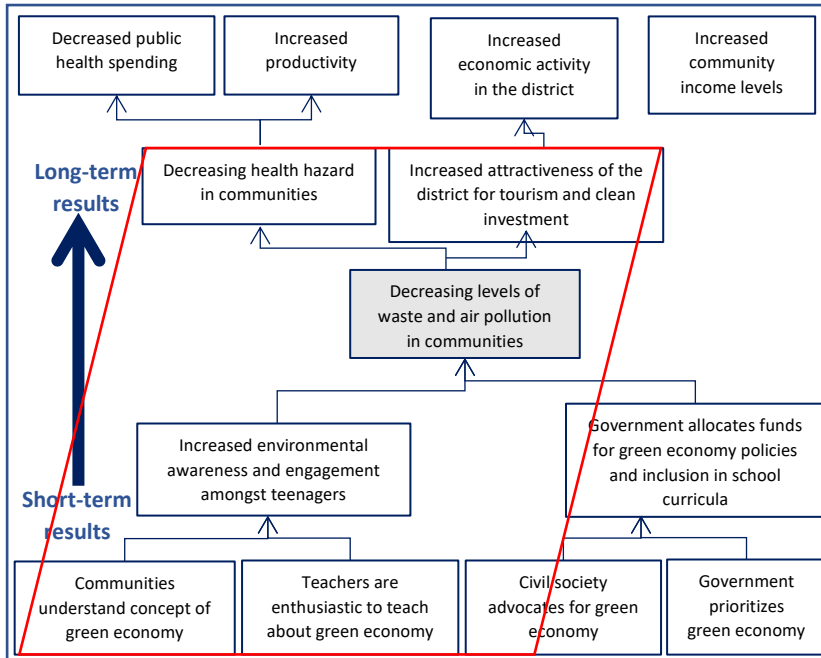 Decreased public
health spending
Increased
productivity
Increased
economic activity
in the district
Increased
community
income levels
Long-term
results
Decreasing health hazard
in communities
Increased attractiveness of the
district for tourism and clean
investment
Decreasing levels of
waste and air pollution
in communities
Increased environmental
awareness and engagement
amongst teenagers
Government allocates funds
for green economy policies
and inclusion in school
curricula
Short-term
results
Communities
understand concept of
green economy
Teachers are
enthusiastic to teach
about green economy
Civil society
advocates for green
economy
Government
prioritizes
green economy